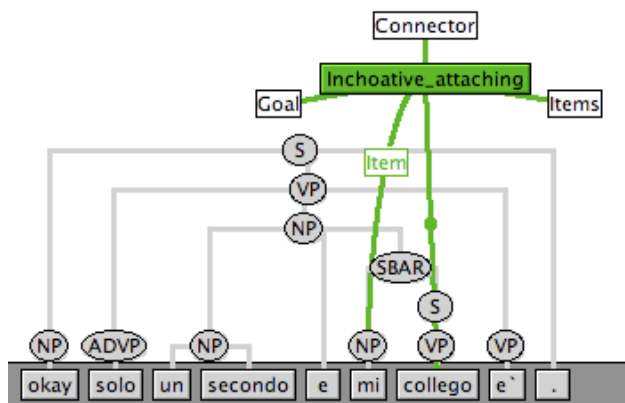 Connector
Inchoative_attaching
Goal Items
S Item
VP
NP
SBAR
S
NP ADVP NP NP VP VP
okay solo un secondo e mi collego e` .